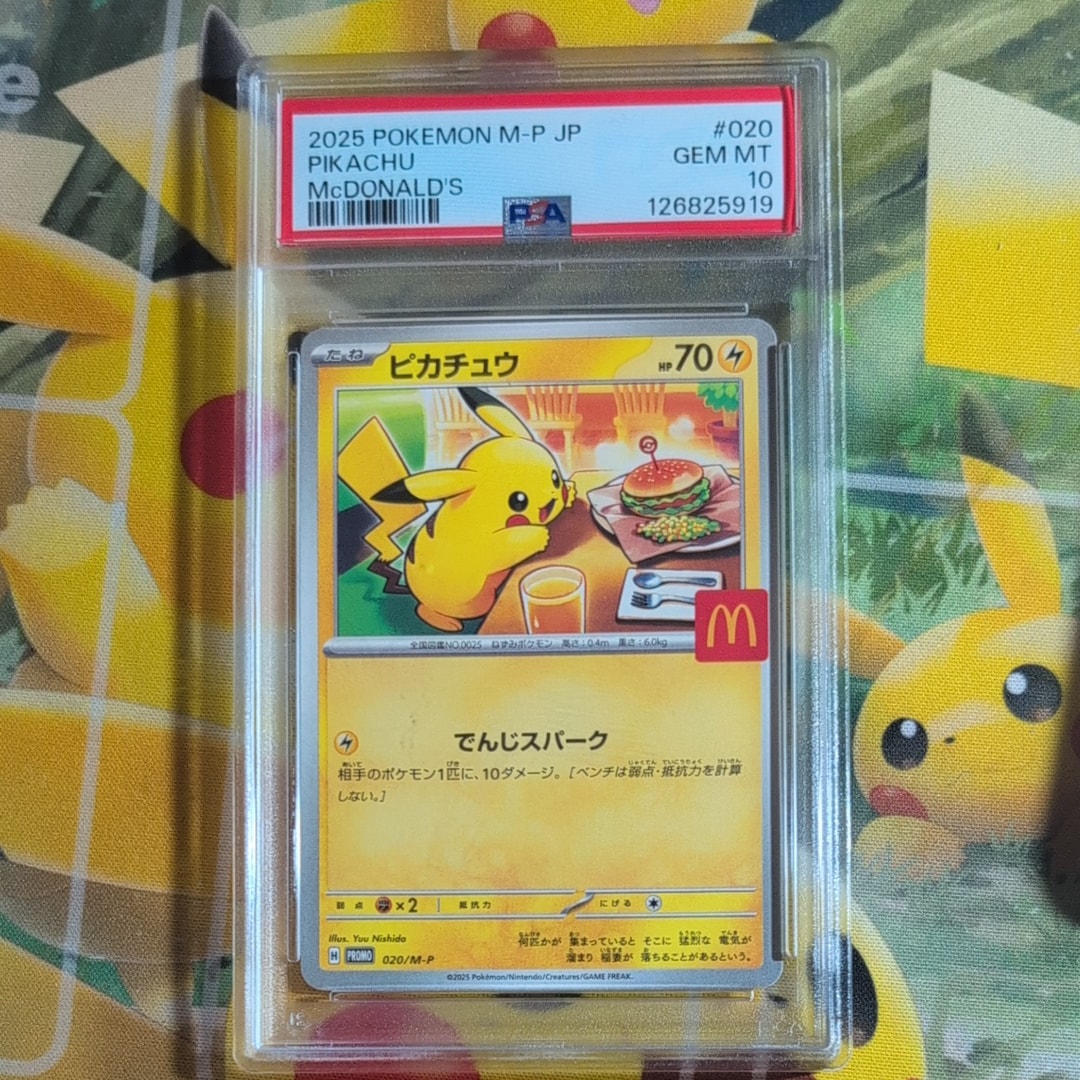 2025 POKEMON M-P JP #020
PIKACHU GEM MT
McDONALD'S 10
PSA 126825919
たね ピカチュウ HP 70
全国図鑑NO.0025 ねずみポケモン 高さ:0.4m 重さ:6.0kg
でんじスパーク
相手のポケモン1匹に、10ダメージ。[ベンチは弱点・抵抗力を計算
しない。]
弱点 ×2 抵抗力 にげる
Illus. Yuu Nishida
何匹かが 集まっていると そこに 猛烈な 電気が
溜まり 稲妻が 落ちることがあるという。
H PROMO 020/M-P
©2025 Pokémon/Nintendo/Creatures/GAME FREAK.